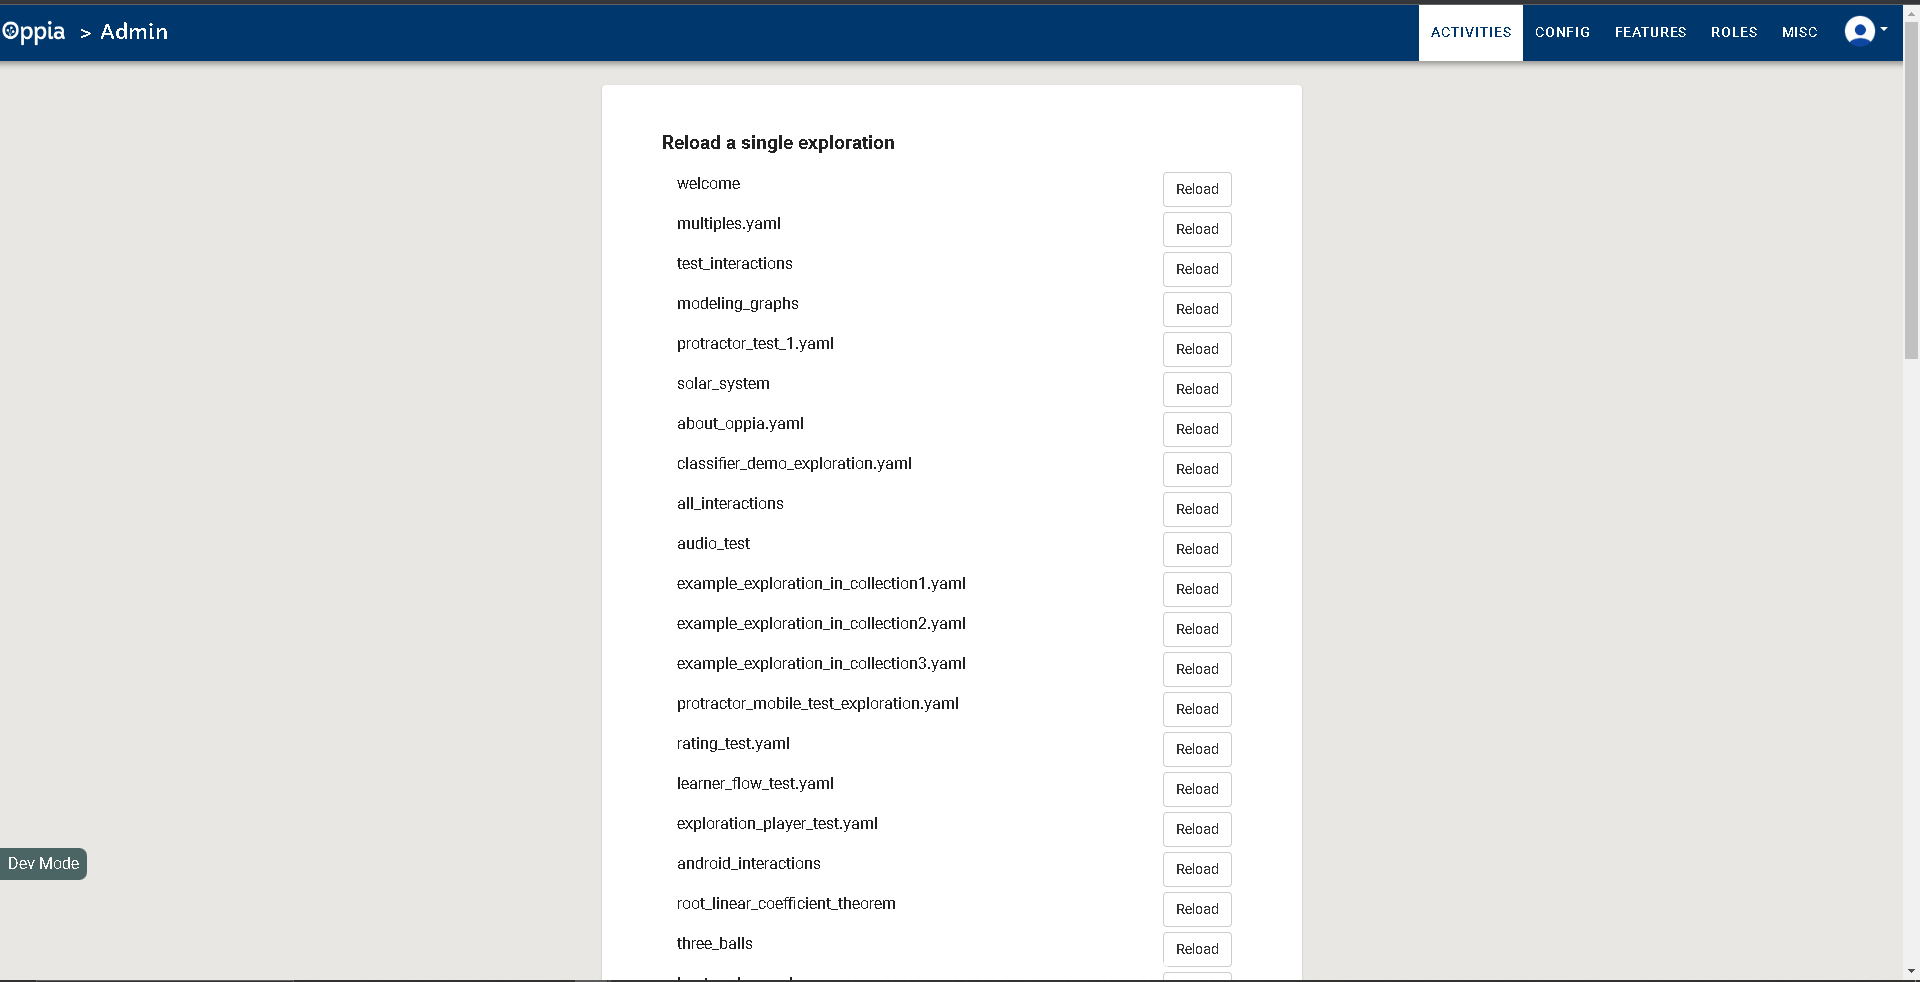 Oppia > Admin
ACTIVITIES CONFIG FEATURES ROLES MISC
Reload a single exploration
welcome Reload
multiples.yaml Reload
test_interactions Reload
modeling_graphs Reload
protractor_test_1.yaml Reload
solar_system Reload
about_oppia.yaml Reload
classifier_demo_exploration.yaml Reload
all_interactions Reload
audio_test Reload
example_exploration_in_collection1.yaml Reload
example_exploration_in_collection2.yaml Reload
example_exploration_in_collection3.yaml Reload
protractor_mobile_test_exploration.yaml Reload
rating_test.yaml Reload
learner_flow_test.yaml Reload
exploration_player_test.yaml Reload
Dev Mode
android_interactions Reload
root_linear_coefficient_theorem Reload
three_balls Reload